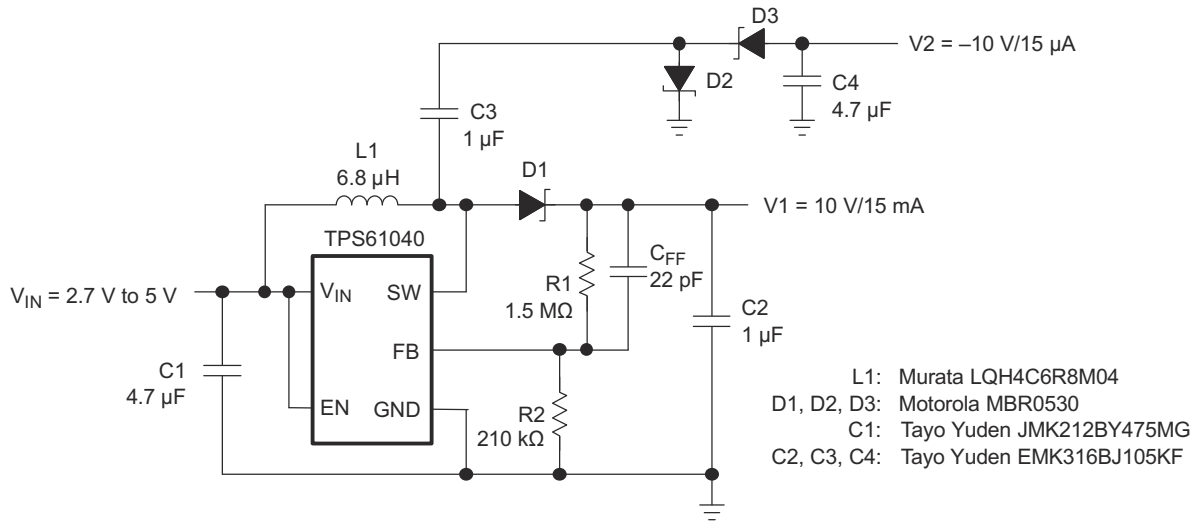 D3
V2 = –10 V/15 µA
D2
C4
4.7 µF
C3
1 µF
L1
6.8 µH
D1
V1 = 10 V/15 mA
TPS61040
VIN = 2.7 V to 5 V
VIN
SW
R1
1.5 MΩ
CFF
22 pF
C2
1 µF
FB
C1
4.7 µF
EN
GND
R2
210 kΩ
L1: Murata LQH4C6R8M04
D1, D2, D3: Motorola MBR0530
C1: Tayo Yuden JMK212BY475MG
C2, C3, C4: Tayo Yuden EMK316BJ105KF